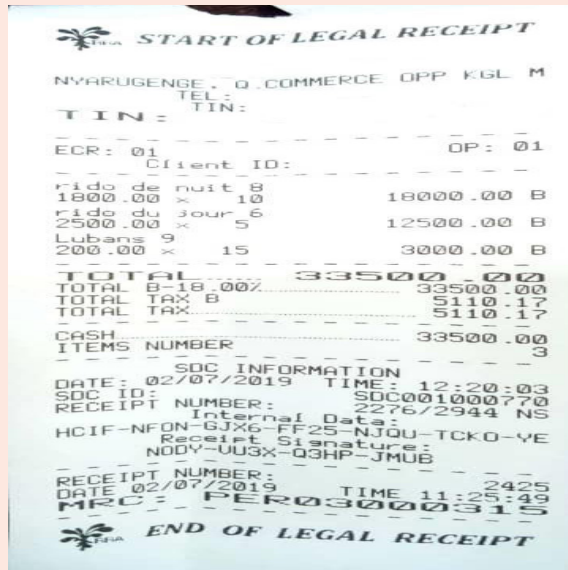 RRA START OF LEGAL RECEIPT
NYARUGENGE, Q.COMMERCE OPP KGL M
TEL:
TIN:
TIN:
ECR: 01 OP: 01
Client ID:
rido de nuit 8
1800.00 x 10 18000.00 B
rido du jour 6
2500.00 x 5 12500.00 B
Lubans 9
200.00 x 15 3000.00 B
TOTAL 33500.00
TOTAL B-18.00% 33500.00
TOTAL TAX B 5110.17
TOTAL TAX 5110.17
CASH 33500.00
ITEMS NUMBER 3
SDC INFORMATION
DATE: 02/07/2019 TIME: 12:20:03
SDC ID: SDC001000770
RECEIPT NUMBER: 2276/2944 NS
Internal Data:
HCIF-NFON-GJX6-FF25-NJQU-TCKO-YE
Receipt Signature:
NODY-UU3X-Q3HP-JMUB
RECEIPT NUMBER: 2425
DATE 02/07/2019 TIME 11:25:49
MRC: PER03000315
RRA END OF LEGAL RECEIPT